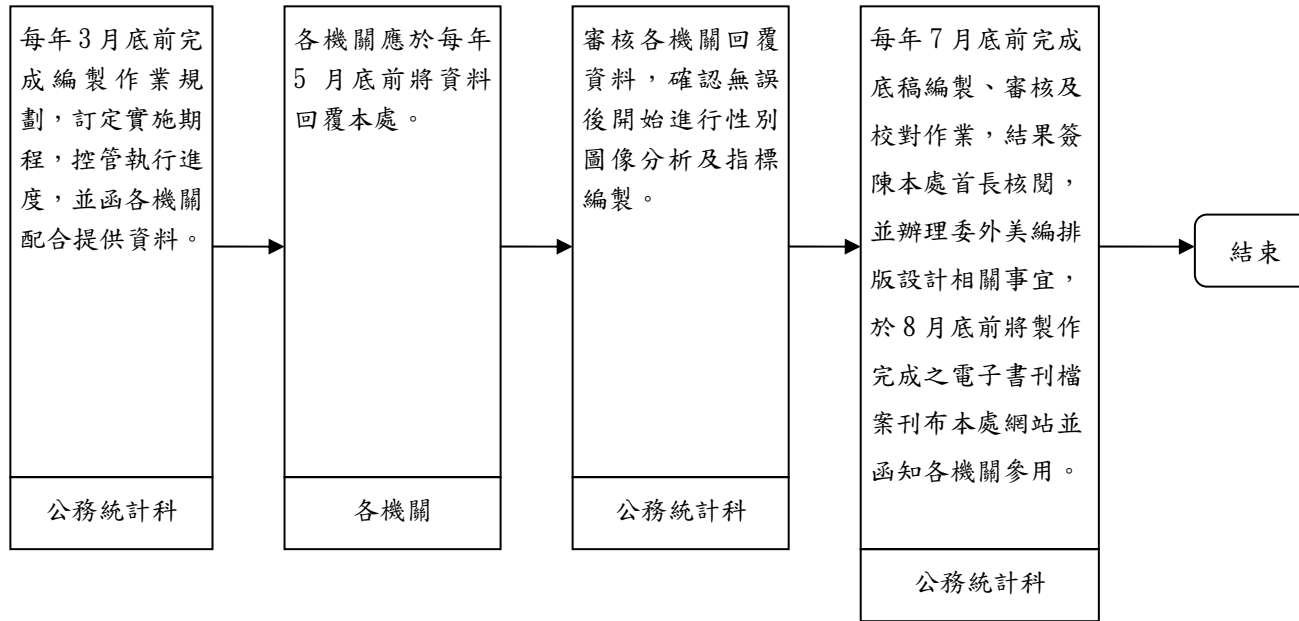 每年3月底前完
成編製作業規
劃，訂定實施期
程，控管執行進
度，並函各機關
配合提供資料。
公務統計科
各機關應於每年
5 月底前將資料
回覆本處。
各機關
審核各機關回覆
資料，確認無誤
後開始進行性別
圖像分析及指標
編製。
公務統計科
每年7月底前完成
底稿編製、審核及
校對作業，結果簽
陳本處首長核閱，
並辦理委外美編排
版設計相關事宜，
於8月底前將製作
完成之電子書刊檔
案刊布本處網站並
函知各機關參用。
公務統計科
結束